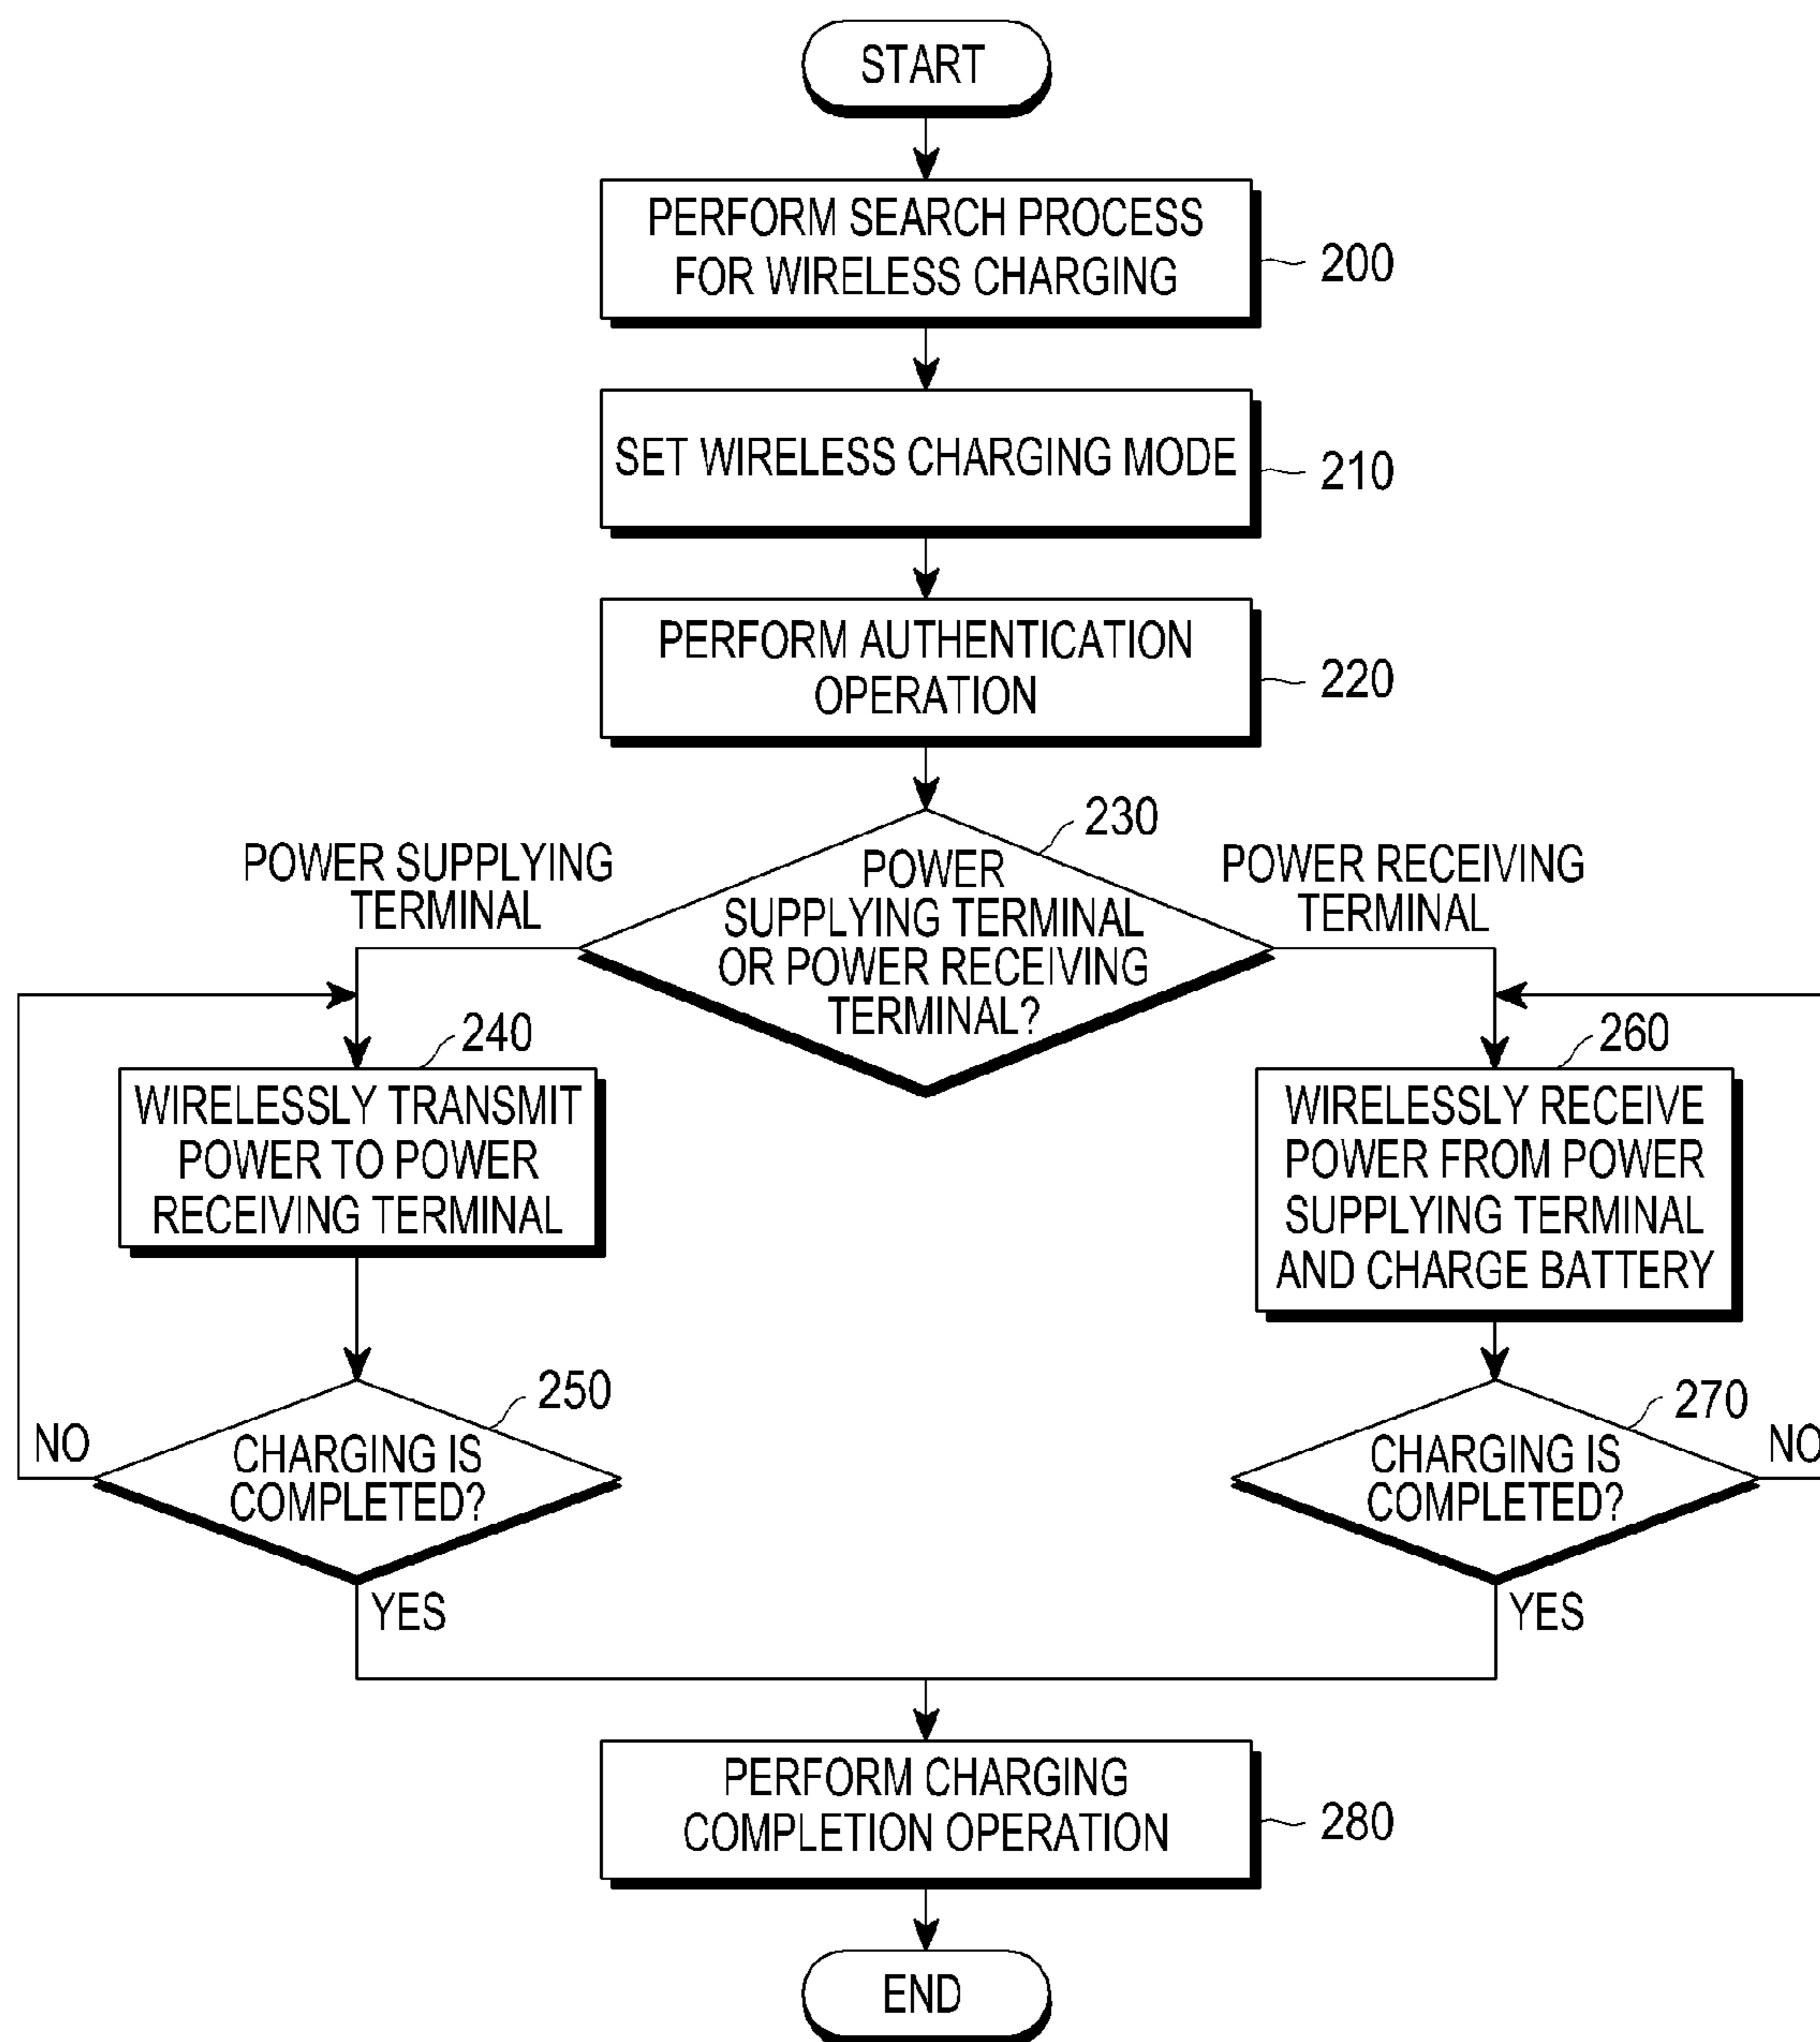 START
PERFORM SEARCH PROCESS
FOR WIRELESS CHARGING
200
SET WIRELESS CHARGING MODE
210
PERFORM AUTHENTICATION
OPERATION
220
230
POWER SUPPLYING
TERMINAL
POWER
SUPPLYING TERMINAL
OR POWER RECEIVING
TERMINAL?
POWER RECEIVING
TERMINAL
240
WIRELESSLY TRANSMIT
POWER TO POWER
RECEIVING TERMINAL
260
WIRELESSLY RECEIVE
POWER FROM POWER
SUPPLYING TERMINAL
AND CHARGE BATTERY
250
NO
CHARGING IS
COMPLETED?
YES
270
CHARGING IS
COMPLETED?
NO
YES
PERFORM CHARGING
COMPLETION OPERATION
280
END